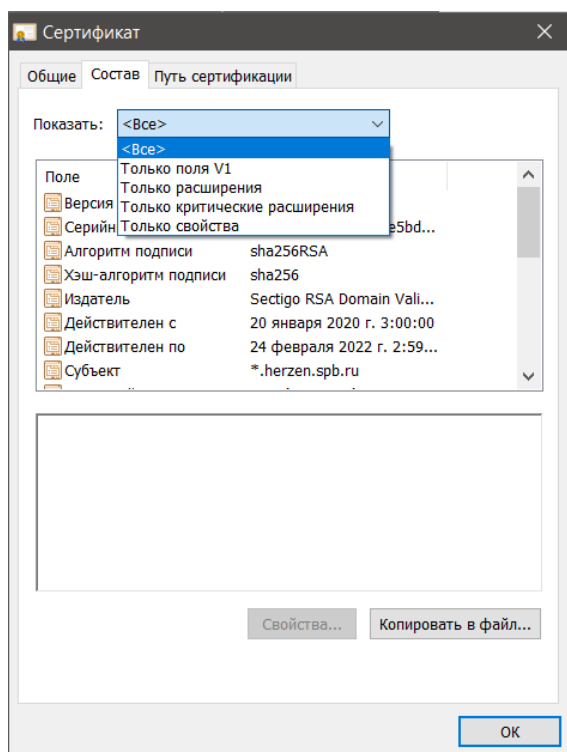 Сертификат
Общие Состав Путь сертификации
Показать: <Все>
<Все>
Только поля V1
Только расширения
Только критические расширения
Только свойства
Поле
Версия
e5bd...
Алгоритм подписи sha256RSA
Хэш-алгоритм подписи sha256
Издатель Sectigo RSA Domain Vali...
Действителен с 20 января 2020 г. 3:00:00
Действителен по 24 февраля 2022 г. 2:59...
Субъект *.herzen.spb.ru
Свойства... Копировать в файл...
ОК